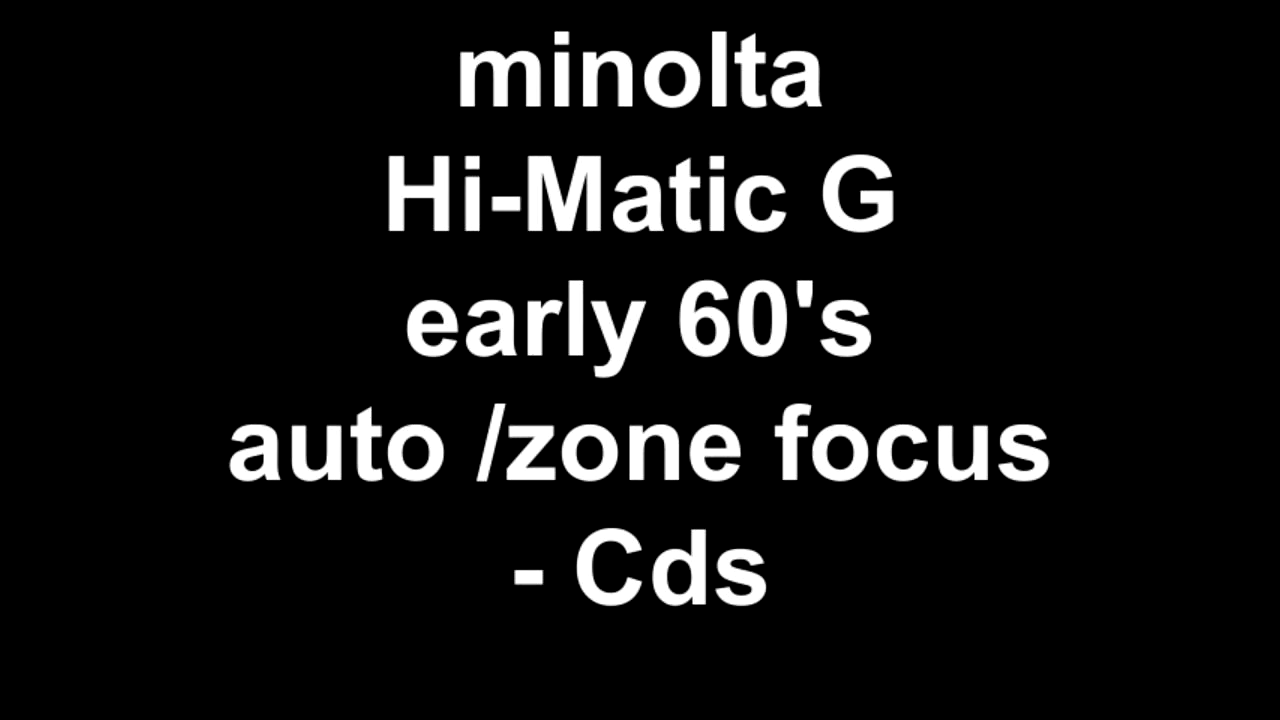 minolta
Hi-Matic G
early 60's
auto /zone focus
- Cds